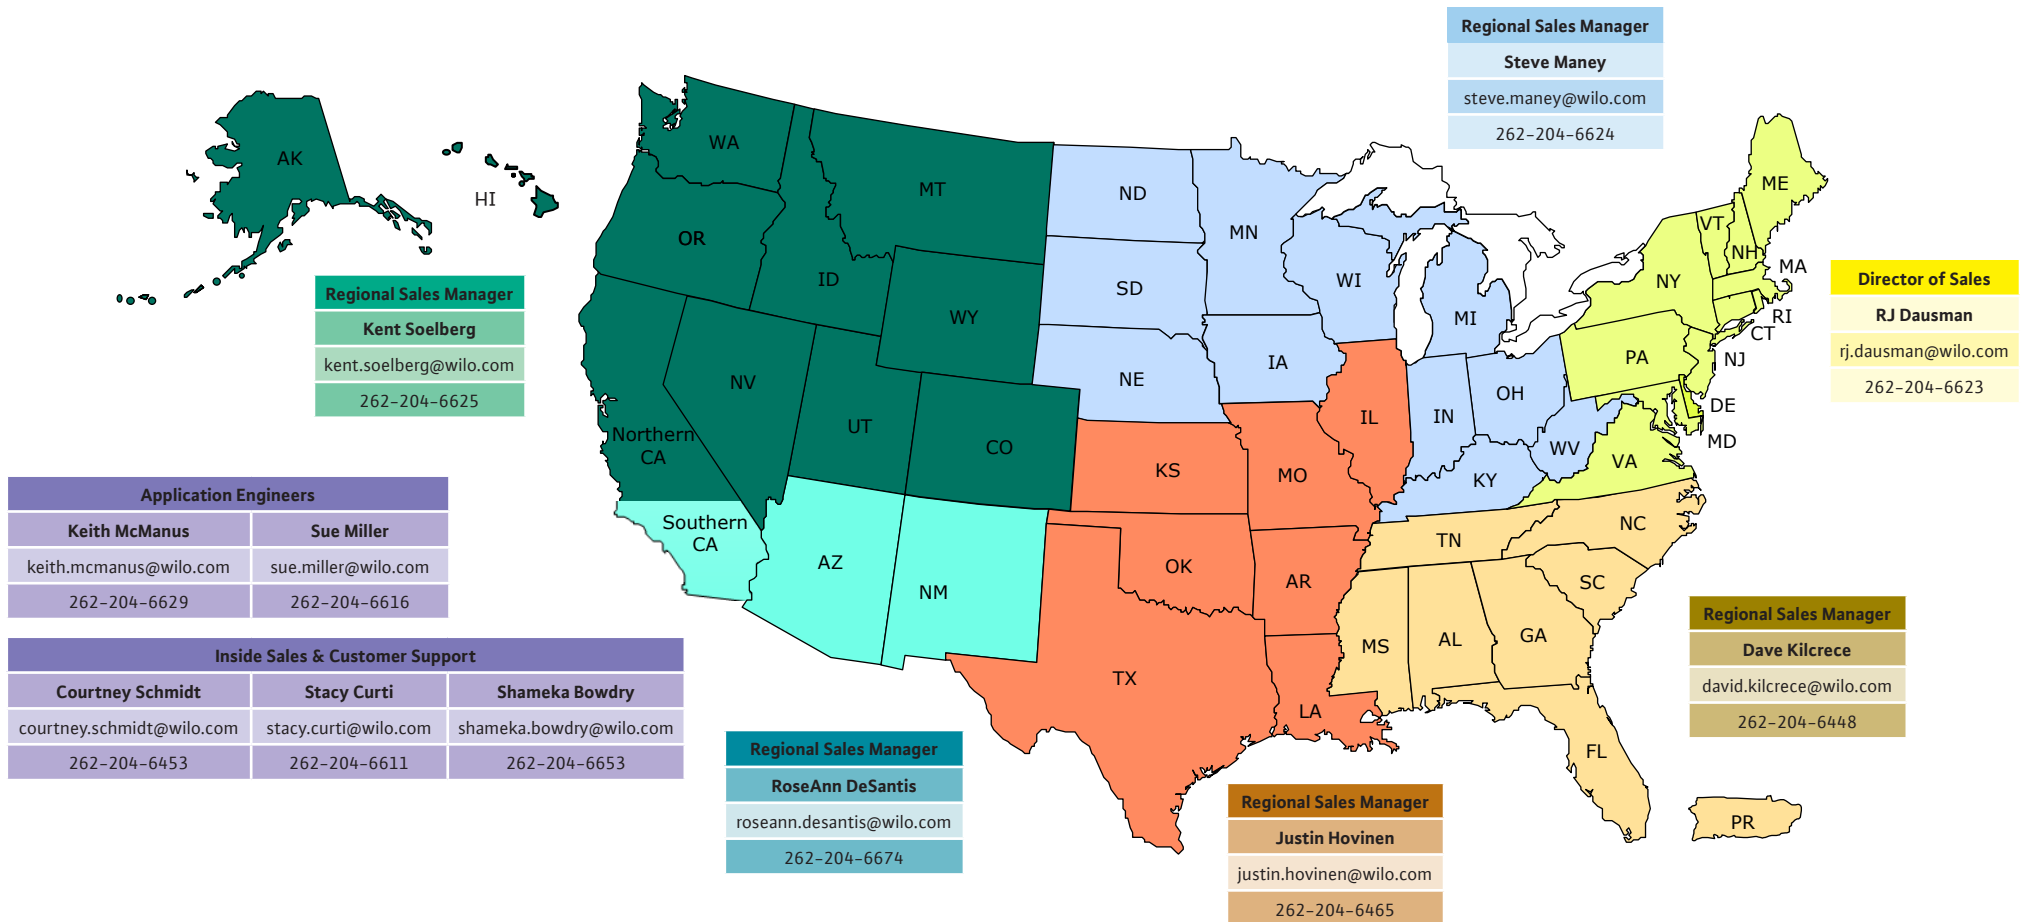 Regional Sales Manager
Steve Maney
steve.maney@wilo.com
262-204-6624
AK
HI
WA
MT
OR
ID
WY
NV
UT
CO
Northern
CA
Southern
CA
AZ
NM
ND
SD
NE
MN
IA
WI
MI
IN
OH
WV
KY
KS
MO
IL
OK
AR
TX
LA
TN
NC
SC
MS
AL
GA
FL
PR
ME
VT
NH
NY
MA
RI
CT
PA
NJ
DE
MD
VA
Regional Sales Manager
Kent Soelberg
kent.soelberg@wilo.com
262-204-6625
Director of Sales
RJ Dausman
rj.dausman@wilo.com
262-204-6623
Application Engineers
Keith McManus Sue Miller
keith.mcmanus@wilo.com sue.miller@wilo.com
262-204-6629 262-204-6616
Inside Sales & Customer Support
Courtney Schmidt Stacy Curti Shameka Bowdry
courtney.schmidt@wilo.com stacy.curti@wilo.com shameka.bowdry@wilo.com
262-204-6453 262-204-6611 262-204-6653
Regional Sales Manager
RoseAnn DeSantis
roseann.desantis@wilo.com
262-204-6674
Regional Sales Manager
Justin Hovinen
justin.hovinen@wilo.com
262-204-6465
Regional Sales Manager
Dave Kilcrece
david.kilcrece@wilo.com
262-204-6448